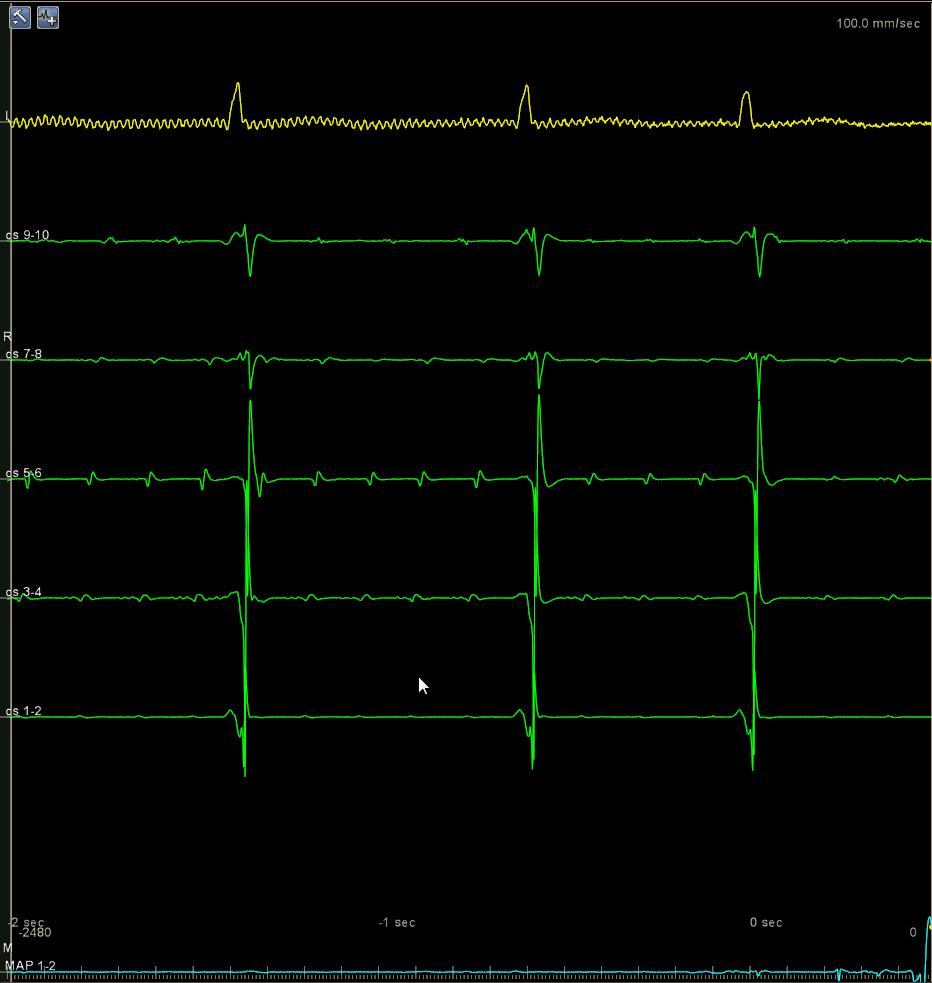 100.0 mm/sec
cs 9-10
R
cs 7-8
cs 5-6
cs 3-4
cs 1-2
-2 sec
-1 sec
0 sec
-2480
0
M
MAP 1-2